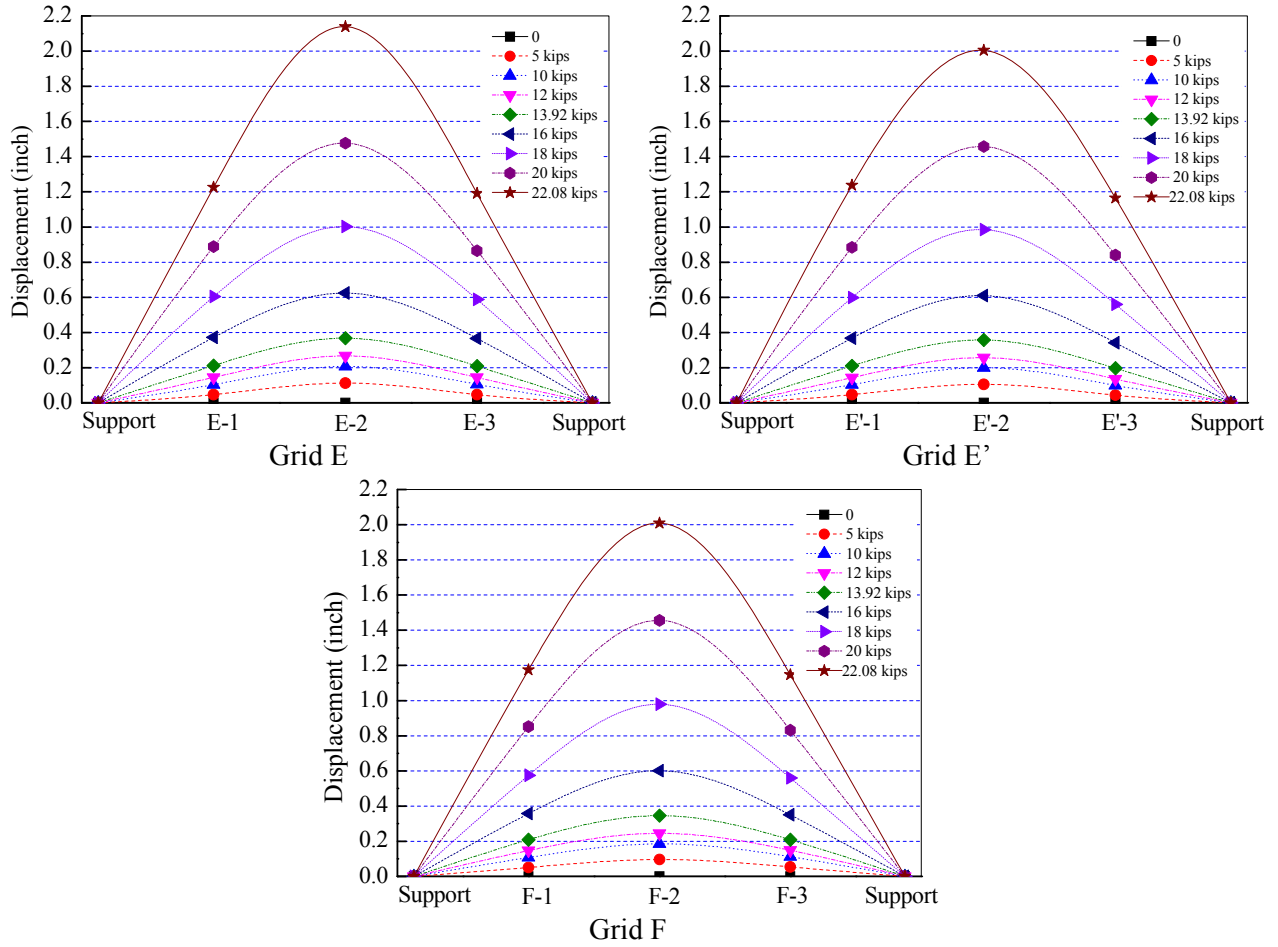 Displacement (inch)
2.2
2.0
1.8
1.6
1.4
1.2
1.0
0.8
0.6
0.4
0.2
0.0
0
5 kips
10 kips
12 kips
13.92 kips
16 kips
18 kips
20 kips
22.08 kips
Support E-1 E-2 E-3 Support
Grid E
Displacement (inch)
2.2
2.0
1.8
1.6
1.4
1.2
1.0
0.8
0.6
0.4
0.2
0.0
0
5 kips
10 kips
12 kips
13.92 kips
16 kips
18 kips
20 kips
22.08 kips
Support E'-1 E'-2 E'-3 Support
Grid E’
Displacement (inch)
2.2
2.0
1.8
1.6
1.4
1.2
1.0
0.8
0.6
0.4
0.2
0.0
0
5 kips
10 kips
12 kips
13.92 kips
16 kips
18 kips
20 kips
22.08 kips
Support F-1 F-2 F-3 Support
Grid F